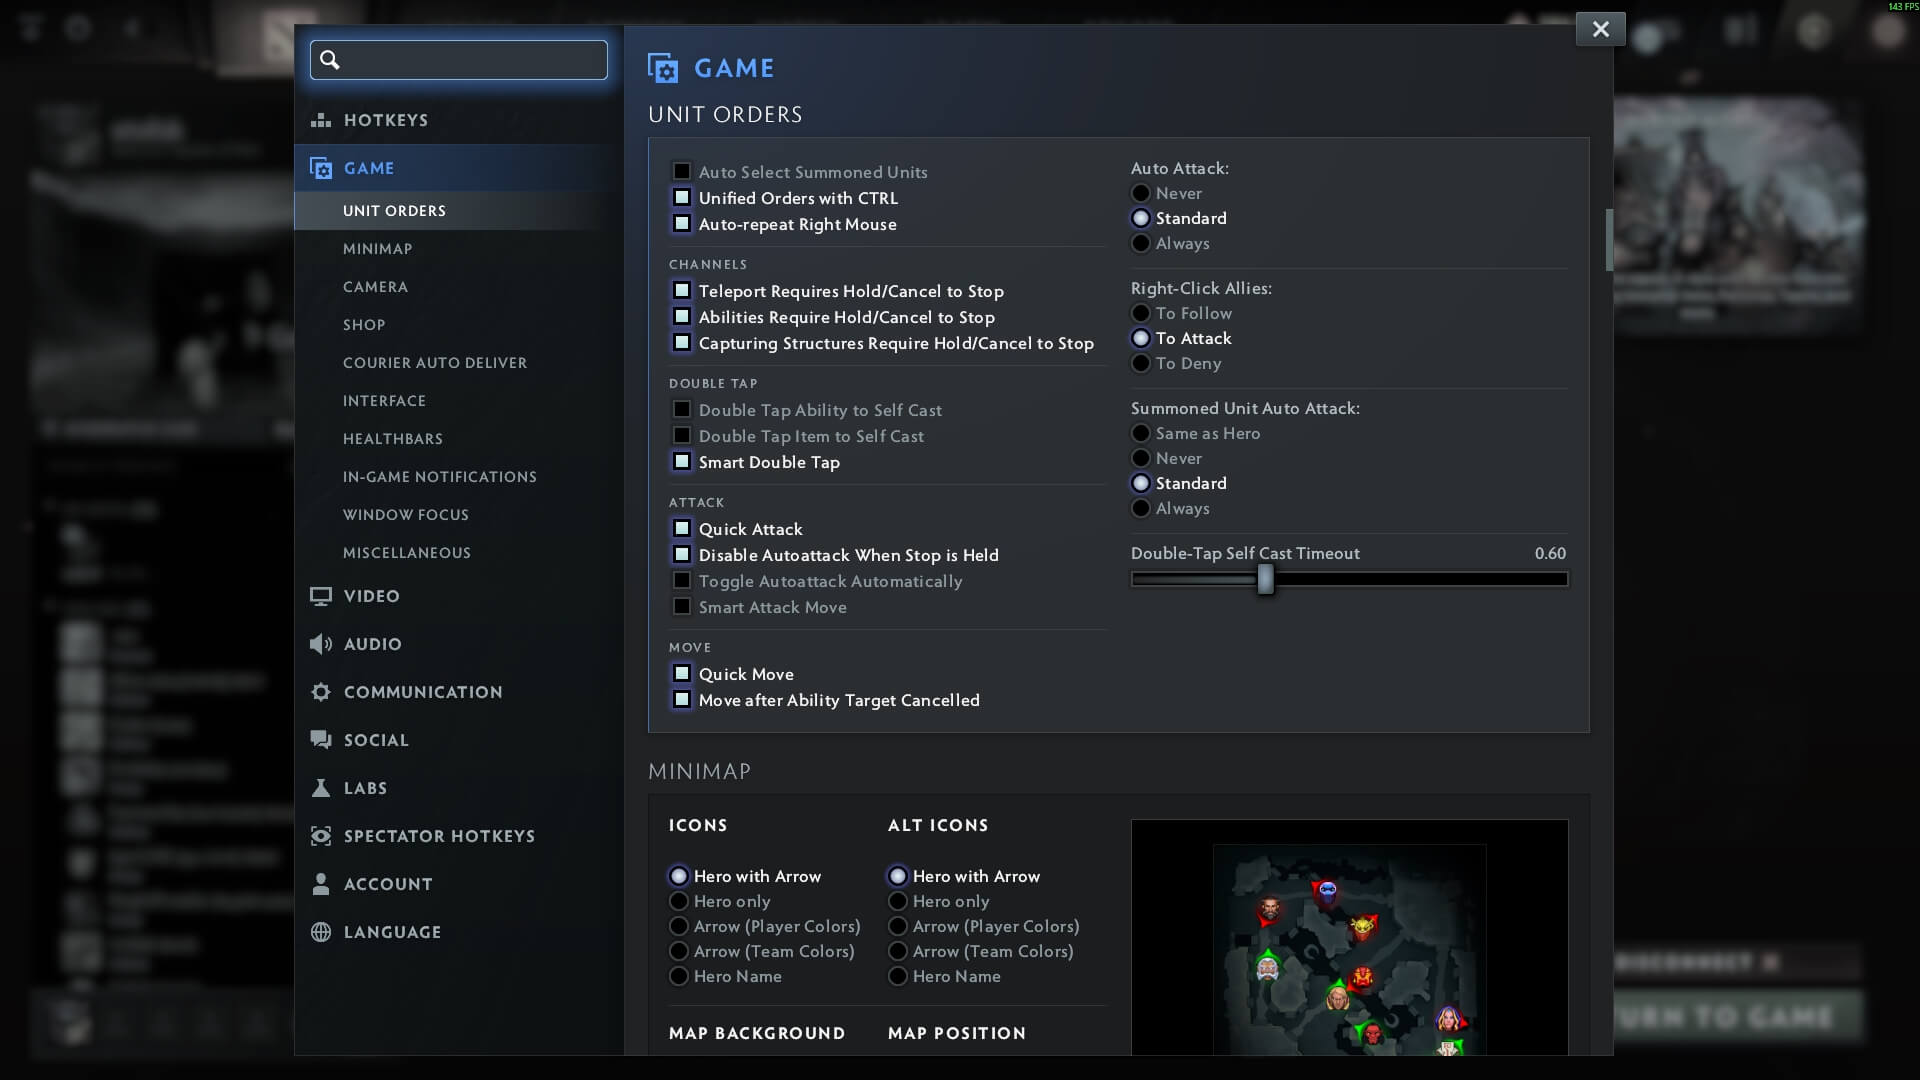 143 FPS
GAME
HOTKEYS
GAME
UNIT ORDERS
MINIMAP
CAMERA
SHOP
COURIER AUTO DELIVER
INTERFACE
HEALTHBARS
IN-GAME NOTIFICATIONS
WINDOW FOCUS
MISCELLANEOUS
VIDEO
AUDIO
COMMUNICATION
SOCIAL
LABS
SPECTATOR HOTKEYS
ACCOUNT
LANGUAGE
UNIT ORDERS
Auto Select Summoned Units
Unified Orders with CTRL
Auto-repeat Right Mouse
CHANNELS
Teleport Requires Hold/Cancel to Stop
Abilities Require Hold/Cancel to Stop
Capturing Structures Require Hold/Cancel to Stop
DOUBLE TAP
Double Tap Ability to Self Cast
Double Tap Item to Self Cast
Smart Double Tap
ATTACK
Quick Attack
Disable Autoattack When Stop is Held
Toggle Autoattack Automatically
Smart Attack Move
MOVE
Quick Move
Move after Ability Target Cancelled
Auto Attack:
Never
Standard
Always
Right-Click Allies:
To Follow
To Attack
To Deny
Summoned Unit Auto Attack:
Same as Hero
Never
Standard
Always
Double-Tap Self Cast Timeout 0.60
MINIMAP
ICONS
Hero with Arrow
Hero only
Arrow (Player Colors)
Arrow (Team Colors)
Hero Name
ALT ICONS
Hero with Arrow
Hero only
Arrow (Player Colors)
Arrow (Team Colors)
Hero Name
MAP BACKGROUND
MAP POSITION
DISCONNECT
TO GAME